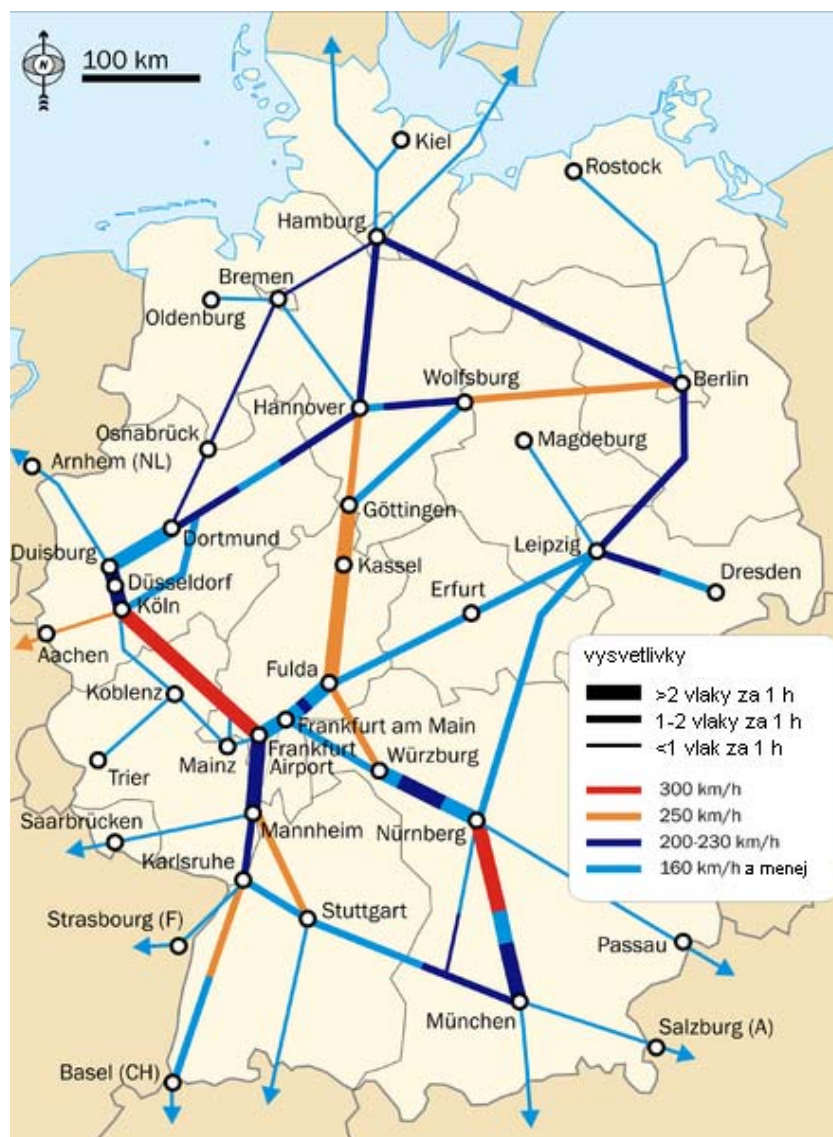 N
100 km
Kiel
Rostock
Hamburg
Bremen
Oldenburg
Wolfsburg
Berlin
Hannover
Osnabrück
Magdeburg
Arnhem (NL)
Göttingen
Dortmund
Leipzig
Duisburg
Kassel
Düsseldorf
Erfurt
Dresden
Köln
Aachen
Fulda
vysvetlivky
Koblenz
>2 vlaky za 1 h
Frankfurt am Main
1-2 vlaky za 1 h
Frankfurt
Airport
Würzburg
<1 vlak za 1 h
Mainz
Trier
300 km/h
Saarbrücken
Mannheim
Nürnberg
250 km/h
200-230 km/h
Karlsruhe
160 km/h a menej
Strasbourg (F)
Stuttgart
Passau
München
Salzburg (A)
Basel (CH)